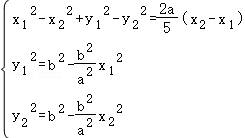 x₁²-x₂²+y₁²-y₂²=2a/5 (x₂-x₁)
y₁²=b²-b²/a² x₁²
y₂²=b²-b²/a² x₂²